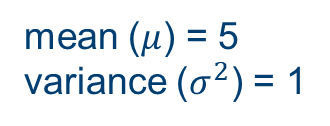 mean (μ) = 5
variance (σ²) = 1